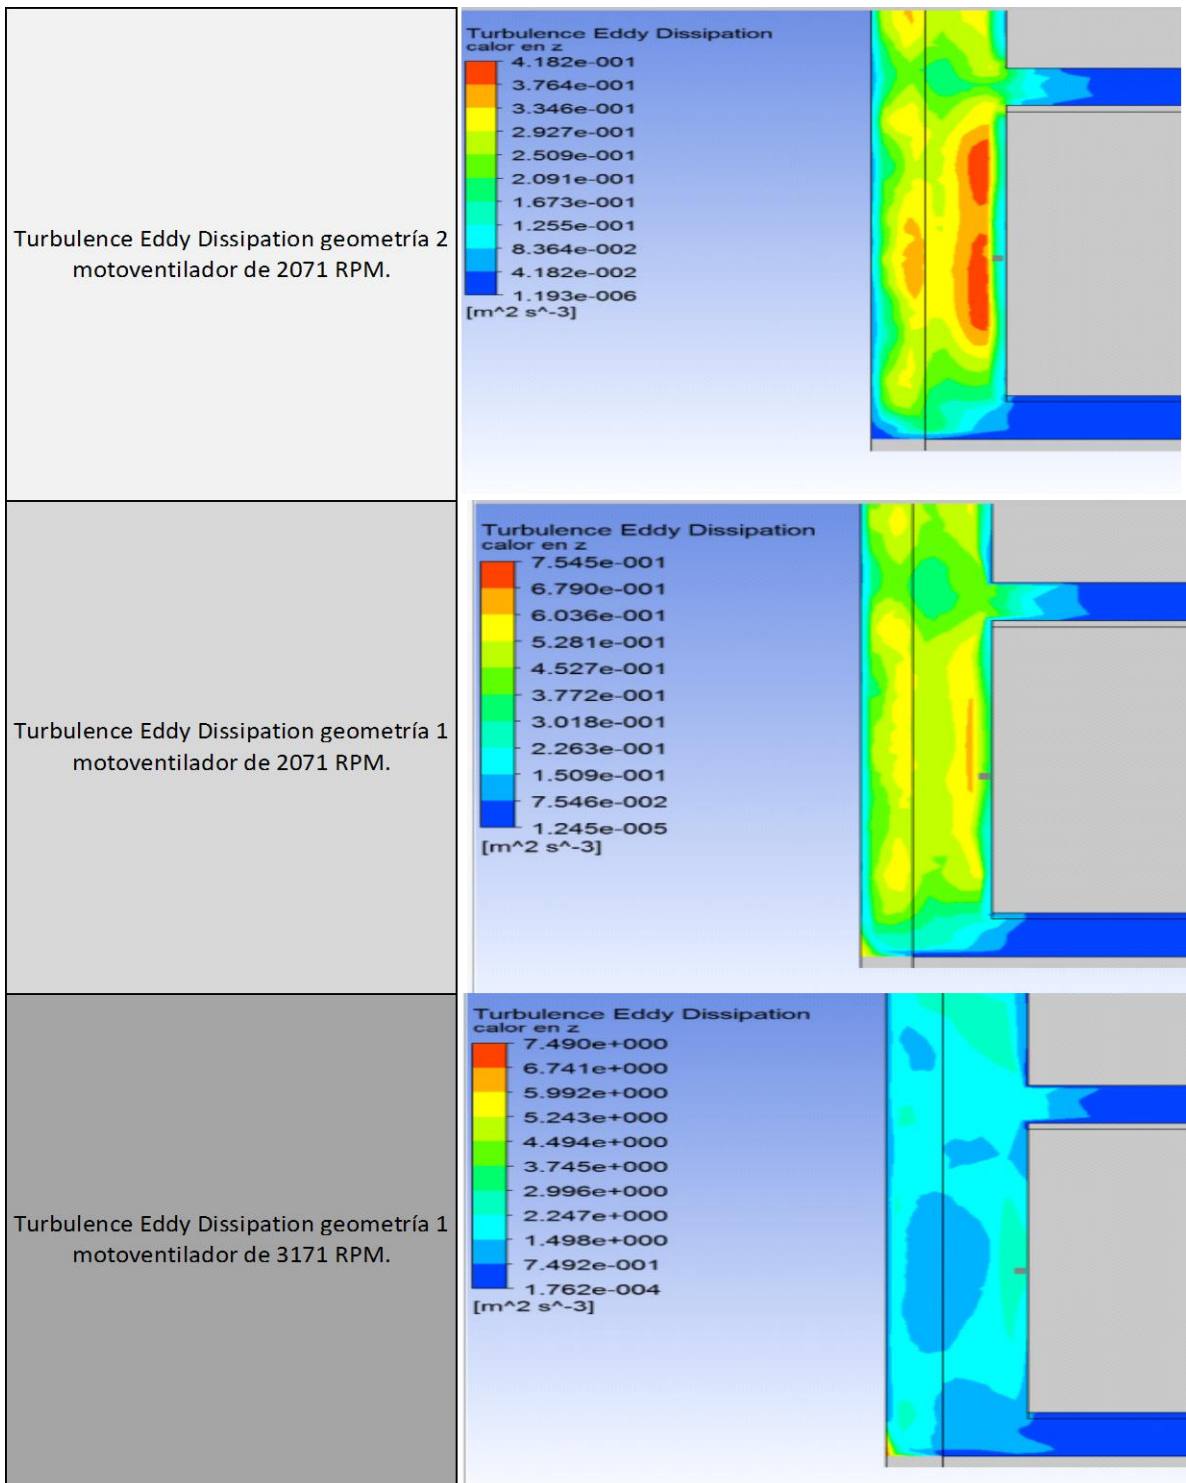 Turbulence Eddy Dissipation geometría 2
motoventilador de 2071 RPM.
Turbulence Eddy Dissipation
calor en z
4.182e-001
3.764e-001
3.346e-001
2.927e-001
2.509e-001
2.091e-001
1.673e-001
1.255e-001
8.364e-002
4.182e-002
1.193e-006
[m^2 s^-3]
Turbulence Eddy Dissipation geometría 1
motoventilador de 2071 RPM.
Turbulence Eddy Dissipation
calor en z
7.545e-001
6.790e-001
6.036e-001
5.281e-001
4.527e-001
3.772e-001
3.018e-001
2.263e-001
1.509e-001
7.546e-002
1.245e-005
[m^2 s^-3]
Turbulence Eddy Dissipation geometría 1
motoventilador de 3171 RPM.
Turbulence Eddy Dissipation
calor en z
7.490e+000
6.741e+000
5.992e+000
5.243e+000
4.494e+000
3.745e+000
2.996e+000
2.247e+000
1.498e+000
7.492e-001
1.762e-004
[m^2 s^-3]